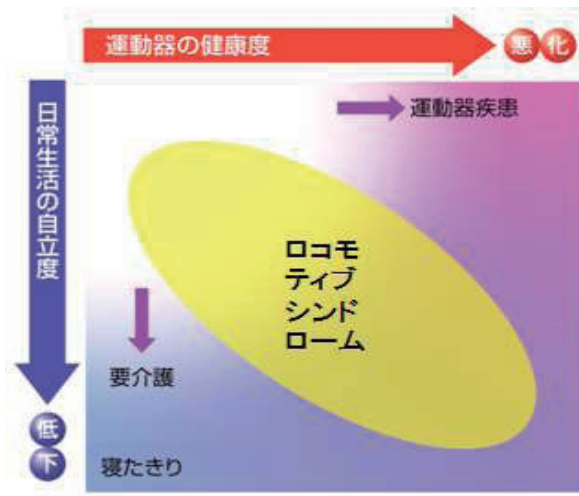 運動器の健康度
悪化
日常生活の自立度
低下
運動器疾患
ロコモ
ティブ
シンド
ローム
要介護
寝たきり